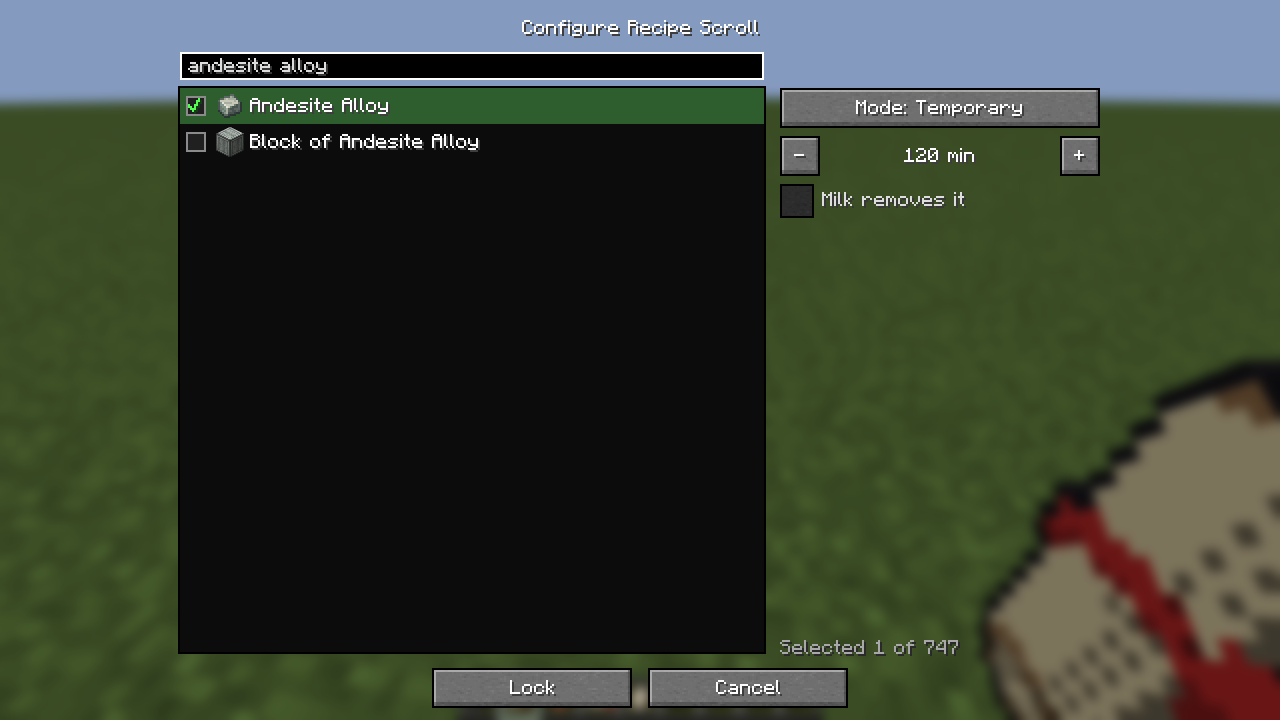 Configure Recipe Scroll
andesite alloy
Andesite Alloy
Block of Andesite Alloy
Mode: Temporary
- 120 min +
Milk removes it
Selected 1 of 747
Lock Cancel